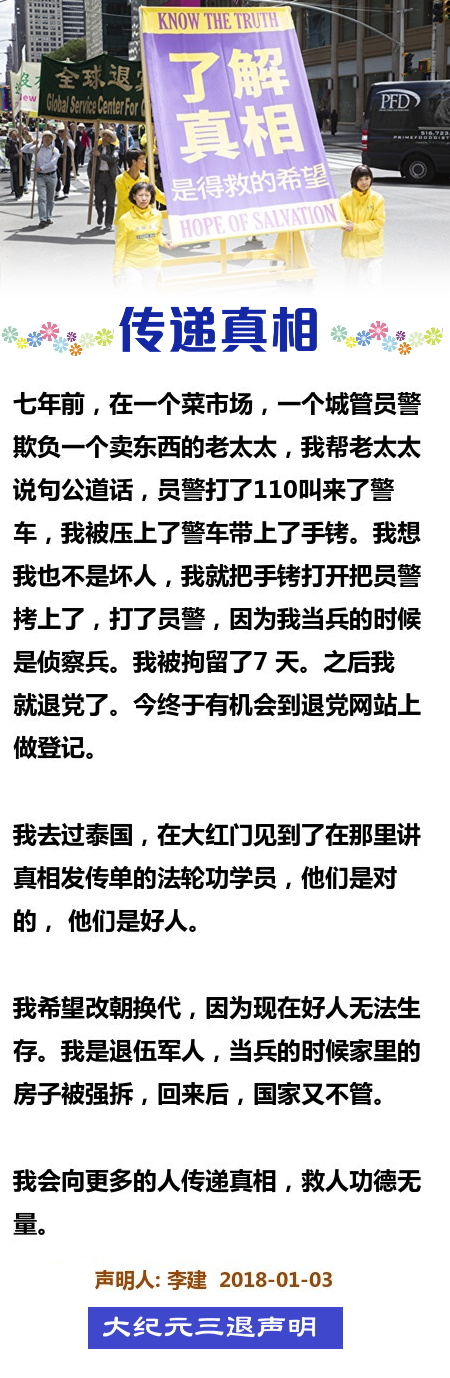 KNOW THE TRUTH
了解
真相
是得救的希望
HOPE OF SALVATION
全球退
Global Service Center For
PFD
传递真相
七年前，在一个菜市场，一个城管员警
欺负一个卖东西的老太太，我帮老太太
说句公道话，员警打了110叫来了警
车，我被压上了警车带上了手铐。我想
我也不是坏人，我就把手铐打开把员警
拷上了，打了员警，因为我当兵的时候
是侦察兵。我被拘留了7 天。之后我
就退党了。今终于有机会到退党网站上
做登记。
我去过泰国，在大红门见到了在那里讲
真相发传单的法轮功学员，他们是对
的， 他们是好人。
我希望改朝换代，因为现在好人无法生
存。我是退伍军人，当兵的时候家里的
房子被强拆，回来后，国家又不管。
我会向更多的人传递真相，救人功德无
量。
声明人: 李建 2018-01-03
大纪元三退声明